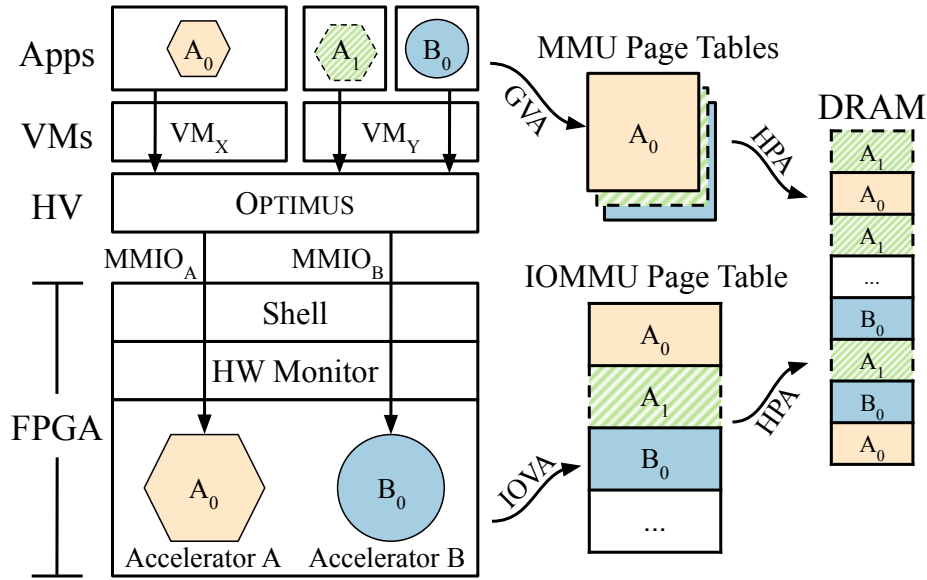 Apps
A0
A1
B0
VMs
VMX
VMY
HV
OPTIMUS
MMIOA
MMIOB
FPGA
Shell
HW Monitor
A0
B0
Accelerator A
Accelerator B
MMU Page Tables
GVA
A0
HPA
IOMMU Page Table
IOVA
A0
A1
B0
...
HPA
DRAM
A1
A0
A1
...
B0
A1
B0
A0